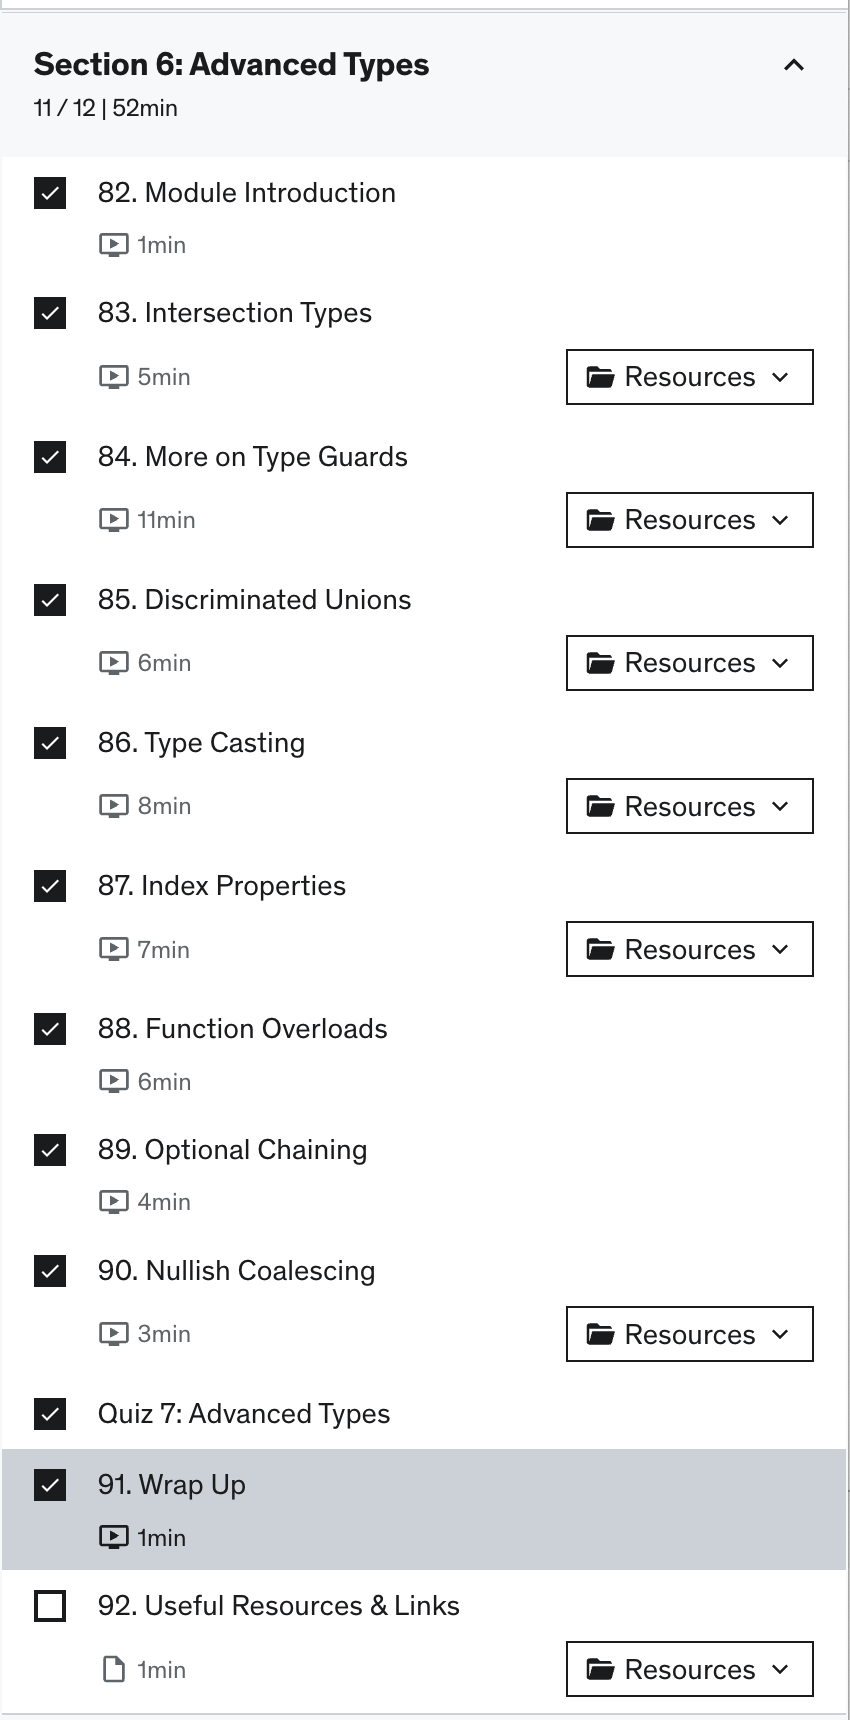 Section 6: Advanced Types
11 / 12 | 52min
82. Module Introduction
1min
83. Intersection Types
5min
Resources
84. More on Type Guards
11min
Resources
85. Discriminated Unions
6min
Resources
86. Type Casting
8min
Resources
87. Index Properties
7min
Resources
88. Function Overloads
6min
89. Optional Chaining
4min
90. Nullish Coalescing
3min
Resources
Quiz 7: Advanced Types
91. Wrap Up
1min
92. Useful Resources & Links
1min
Resources